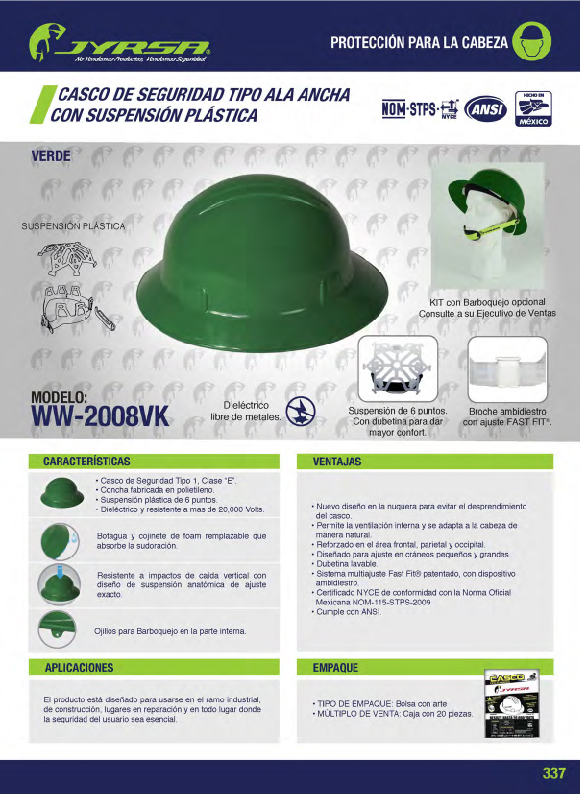 JYRSA®
No Vendemos Productos, Vendemos Seguridad
PROTECCIÓN PARA LA CABEZA
CASCO DE SEGURIDAD TIPO ALA ANCHA
CON SUSPENSIÓN PLÁSTICA
NOM-STPS-
NYCE
ANSI
HECHO EN
MÉXICO
VERDE
SUSPENSIÓN PLÁSTICA
KIT con Barboquejo opcional
Consulte a su Ejecutivo de Ventas
MODELO:
WW-2008VK
Dieléctrico
libre de metales.
Suspensión de 6 puntos.
Con dubetina para dar
mayor confort.
Broche ambidiestro
con ajuste FAST FIT®.
CARACTERÍSTICAS
• Casco de Seguridad Tipo 1, Clase "E".
• Concha fabricada en polietileno.
• Suspensión plástica de 6 puntos.
• Dieléctrico y resistente a mas de 20,000 Volts.
Botagua y cojinete de foam remplazable que
absorbe la sudoración.
Resistente a impactos de caída vertical con
diseño de suspensión anatómica de ajuste
exacto.
Ojillos para Barboquejo en la parte interna.
VENTAJAS
• Nuevo diseño en la nuquera para evitar el desprendimiento
del casco.
• Permite la ventilación interna y se adapta a la cabeza de
manera natural.
• Reforzado en el área frontal, parietal y occipital.
• Diseñado para ajuste en cráneos pequeños y grandes.
• Dubetina lavable.
• Sistema multiajuste Fast Fit® patentado, con dispositivo
ambidiestro.
• Certificado NYCE de conformidad con la Norma Oficial
Mexicana NOM-115-STPS-2009
• Cumple con ANSI.
APLICACIONES
El producto está diseñado para usarse en el ramo industrial,
de construcción, lugares en reparación y en todo lugar donde
la seguridad del usuario sea esencial.
EMPAQUE
• TIPO DE EMPAQUE: Bolsa con arte
• MÚLTIPLO DE VENTA: Caja con 20 piezas.
CASCO
JYRSA
337